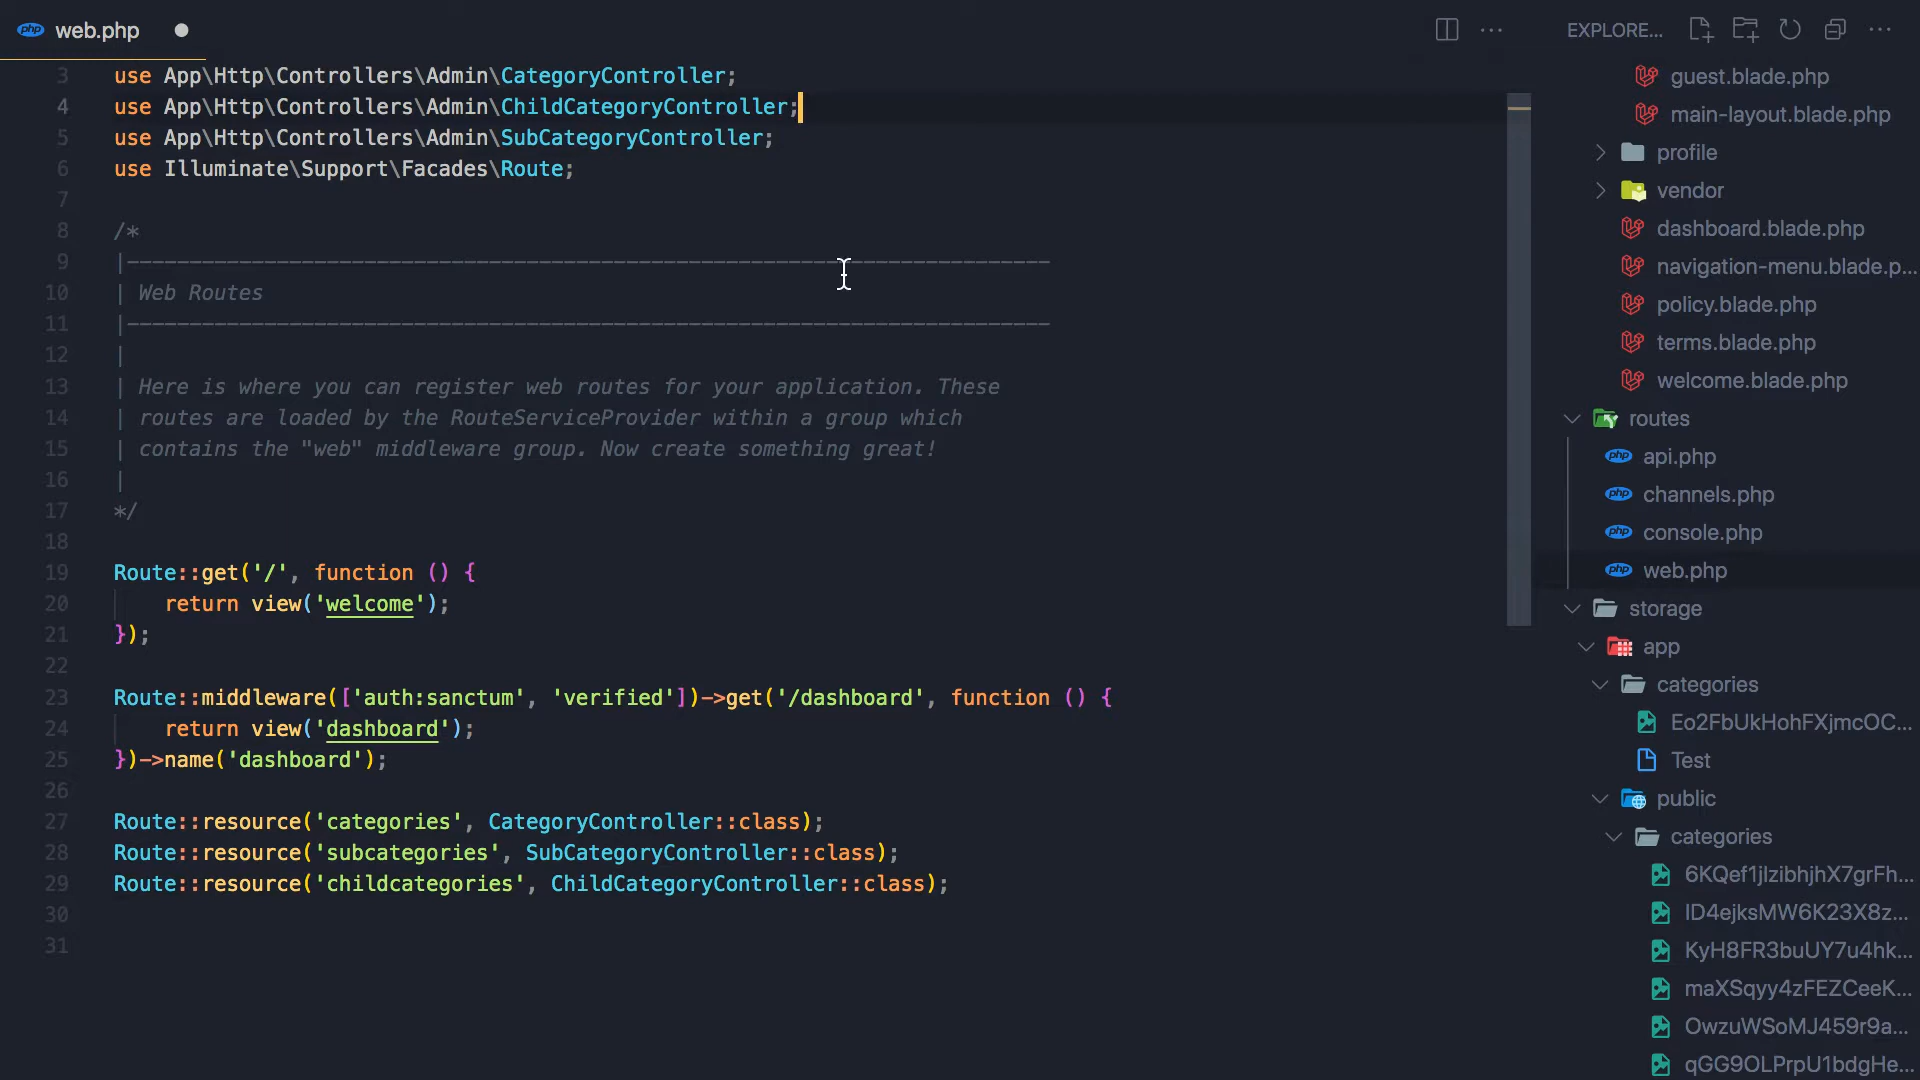 web.php
EXPLORE...
3 use App\Http\Controllers\Admin\CategoryController;
4 use App\Http\Controllers\Admin\ChildCategoryController;
5 use App\Http\Controllers\Admin\SubCategoryController;
6 use Illuminate\Support\Facades\Route;
7
8 /*
9 |--------------------------------------------------------------------------
10 | Web Routes
11 |--------------------------------------------------------------------------
12 |
13 | Here is where you can register web routes for your application. These
14 | routes are loaded by the RouteServiceProvider within a group which
15 | contains the "web" middleware group. Now create something great!
16 |
17 */
18
19 Route::get('/', function () {
20     return view('welcome');
21 });
22
23 Route::middleware(['auth:sanctum', 'verified'])->get('/dashboard', function () {
24     return view('dashboard');
25 })->name('dashboard');
26
27 Route::resource('categories', CategoryController::class);
28 Route::resource('subcategories', SubCategoryController::class);
29 Route::resource('childcategories', ChildCategoryController::class);
30
31
guest.blade.php
main-layout.blade.php
profile
vendor
dashboard.blade.php
navigation-menu.blade.p...
policy.blade.php
terms.blade.php
welcome.blade.php
routes
php api.php
php channels.php
php console.php
php web.php
storage
app
categories
Eo2FbUkHohFXjmcOC...
Test
public
categories
6KQef1jlzibhjhX7grFh...
ID4ejksMW6K23X8z...
KyH8FR3buUY7u4hk...
maXSqyy4zFEZCeeK...
OwzuWSoMJ459r9a...
qGG9OLPrpU1bdgHe...